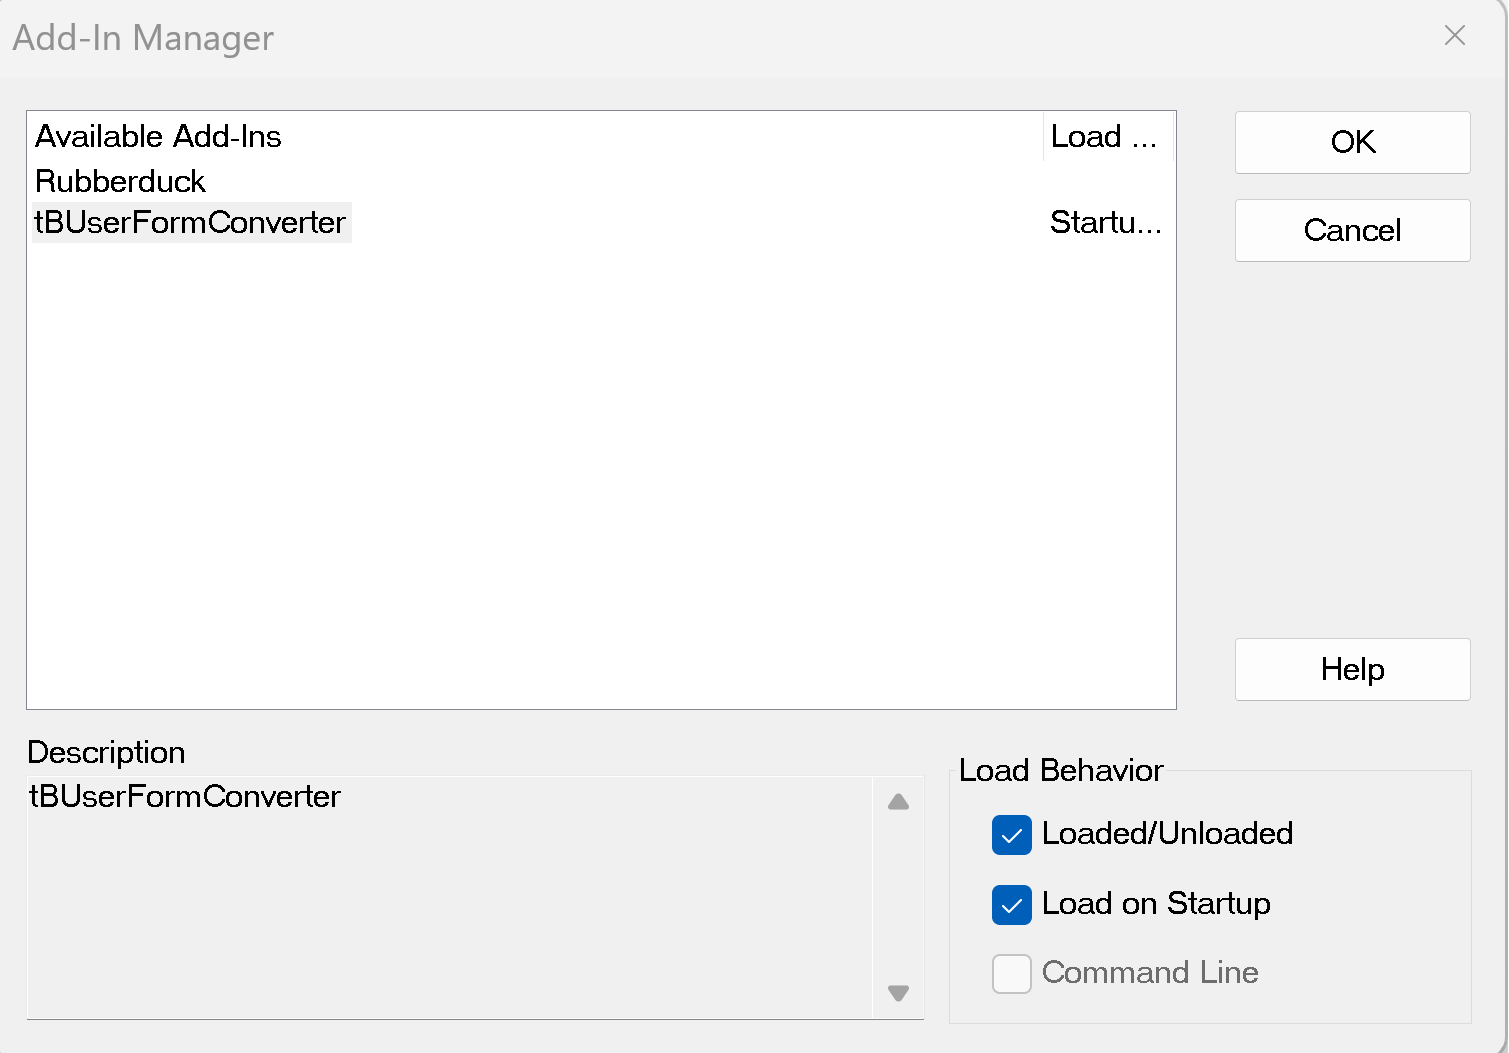 Add-In Manager
Available Add-Ins Load ...
Rubberduck
tBUserFormConverter Startu...
OK
Cancel
Help
Description
tBUserFormConverter
Load Behavior
Loaded/Unloaded
Load on Startup
Command Line